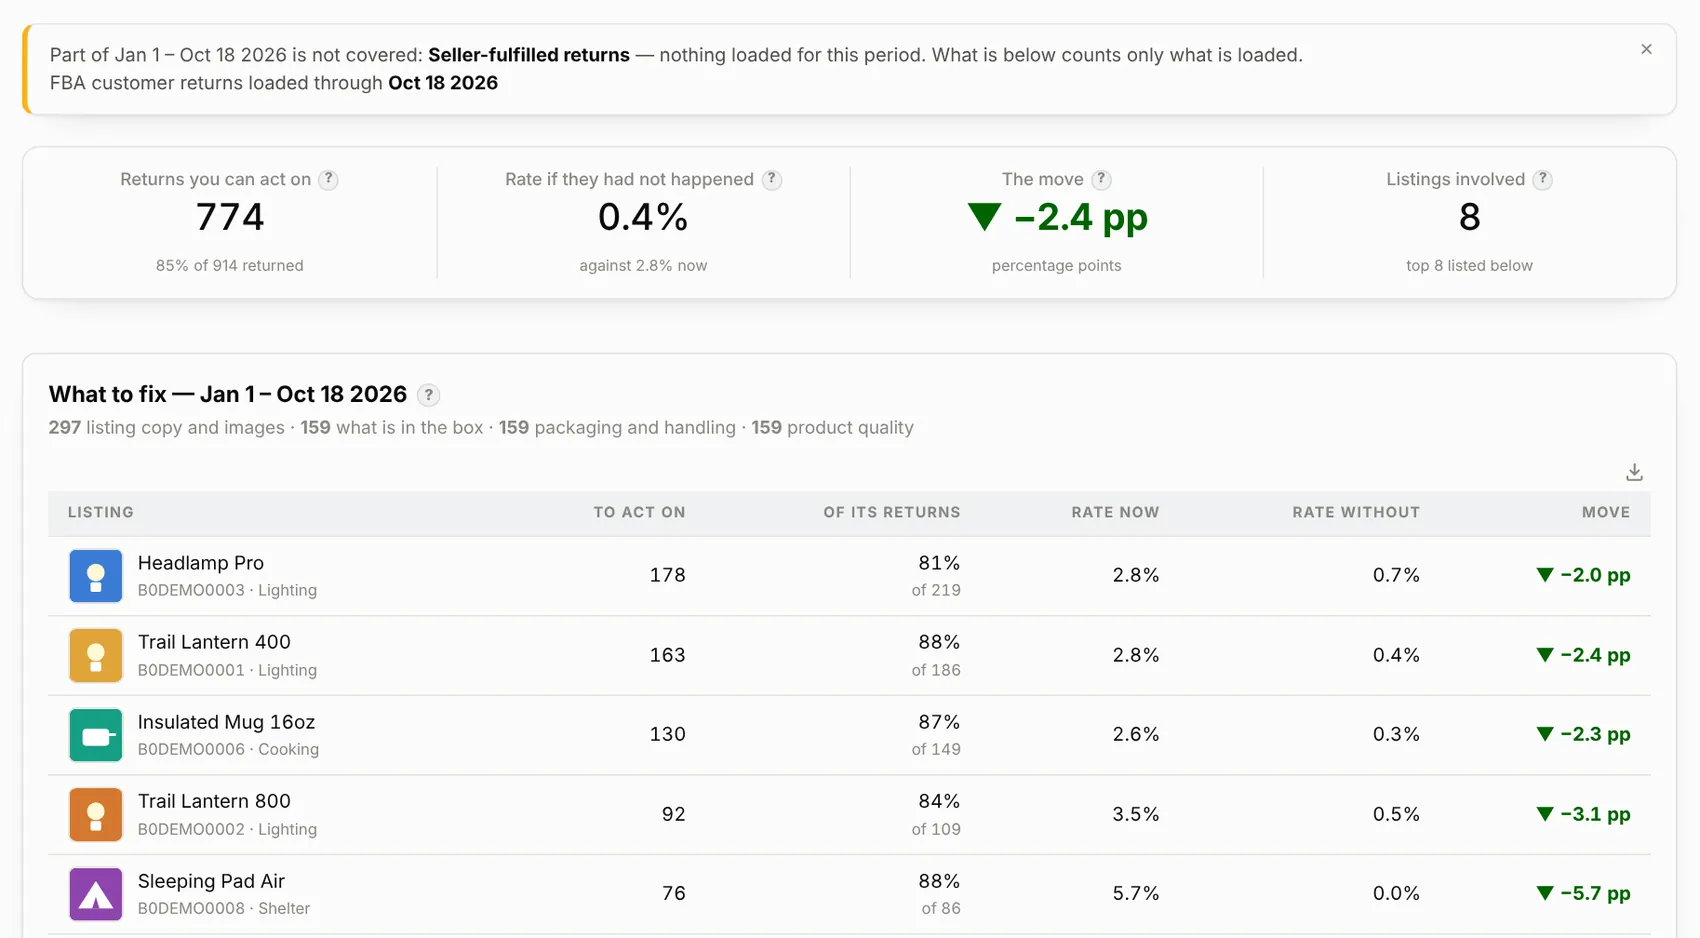 Part of Jan 1 – Oct 18 2026 is not covered: Seller-fulfilled returns — nothing loaded for this period. What is below counts only what is loaded.
FBA customer returns loaded through Oct 18 2026
×
Returns you can act on ?
774
85% of 914 returned
Rate if they had not happened ?
0.4%
against 2.8% now
The move ?
▼ −2.4 pp
percentage points
Listings involved ?
8
top 8 listed below
What to fix — Jan 1 – Oct 18 2026 ?
297 listing copy and images · 159 what is in the box · 159 packaging and handling · 159 product quality
LISTING TO ACT ON OF ITS RETURNS RATE NOW RATE WITHOUT MOVE
Headlamp Pro
B0DEMO0003 · Lighting
178
81%
of 219
2.8%
0.7%
▼ −2.0 pp
Trail Lantern 400
B0DEMO0001 · Lighting
163
88%
of 186
2.8%
0.4%
▼ −2.4 pp
Insulated Mug 16oz
B0DEMO0006 · Cooking
130
87%
of 149
2.6%
0.3%
▼ −2.3 pp
Trail Lantern 800
B0DEMO0002 · Lighting
92
84%
of 109
3.5%
0.5%
▼ −3.1 pp
Sleeping Pad Air
B0DEMO0008 · Shelter
76
88%
of 86
5.7%
0.0%
▼ −5.7 pp